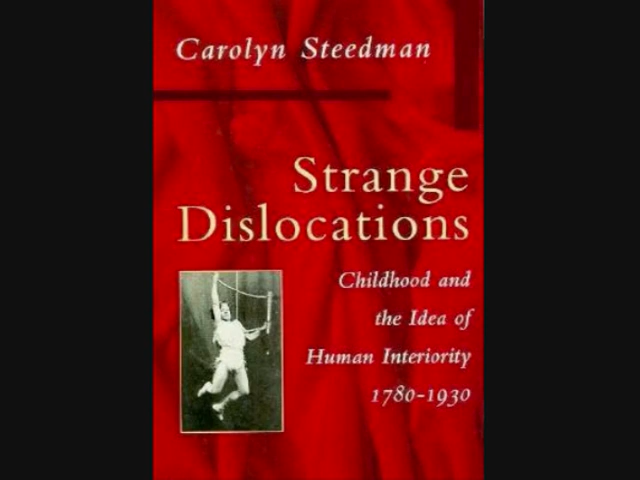 Carolyn Steedman
Strange
Dislocations
Childhood and
the Idea of
Human Interiority
1780-1930